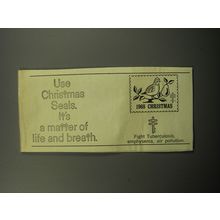 Use
Christmas
Seals.
It's
a matter of
life and breath.
1968 CHRISTMAS
Fight Tuberculosis,
emphysema, air pollution.